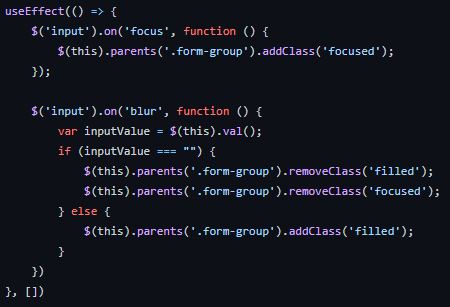 useEffect(() => {
    $('input').on('focus', function () {
        $(this).parents('.form-group').addClass('focused');
    });

    $('input').on('blur', function () {
        var inputValue = $(this).val();
        if (inputValue === "") {
            $(this).parents('.form-group').removeClass('filled');
            $(this).parents('.form-group').removeClass('focused');
        } else {
            $(this).parents('.form-group').addClass('filled');
        }
    })
}, [])